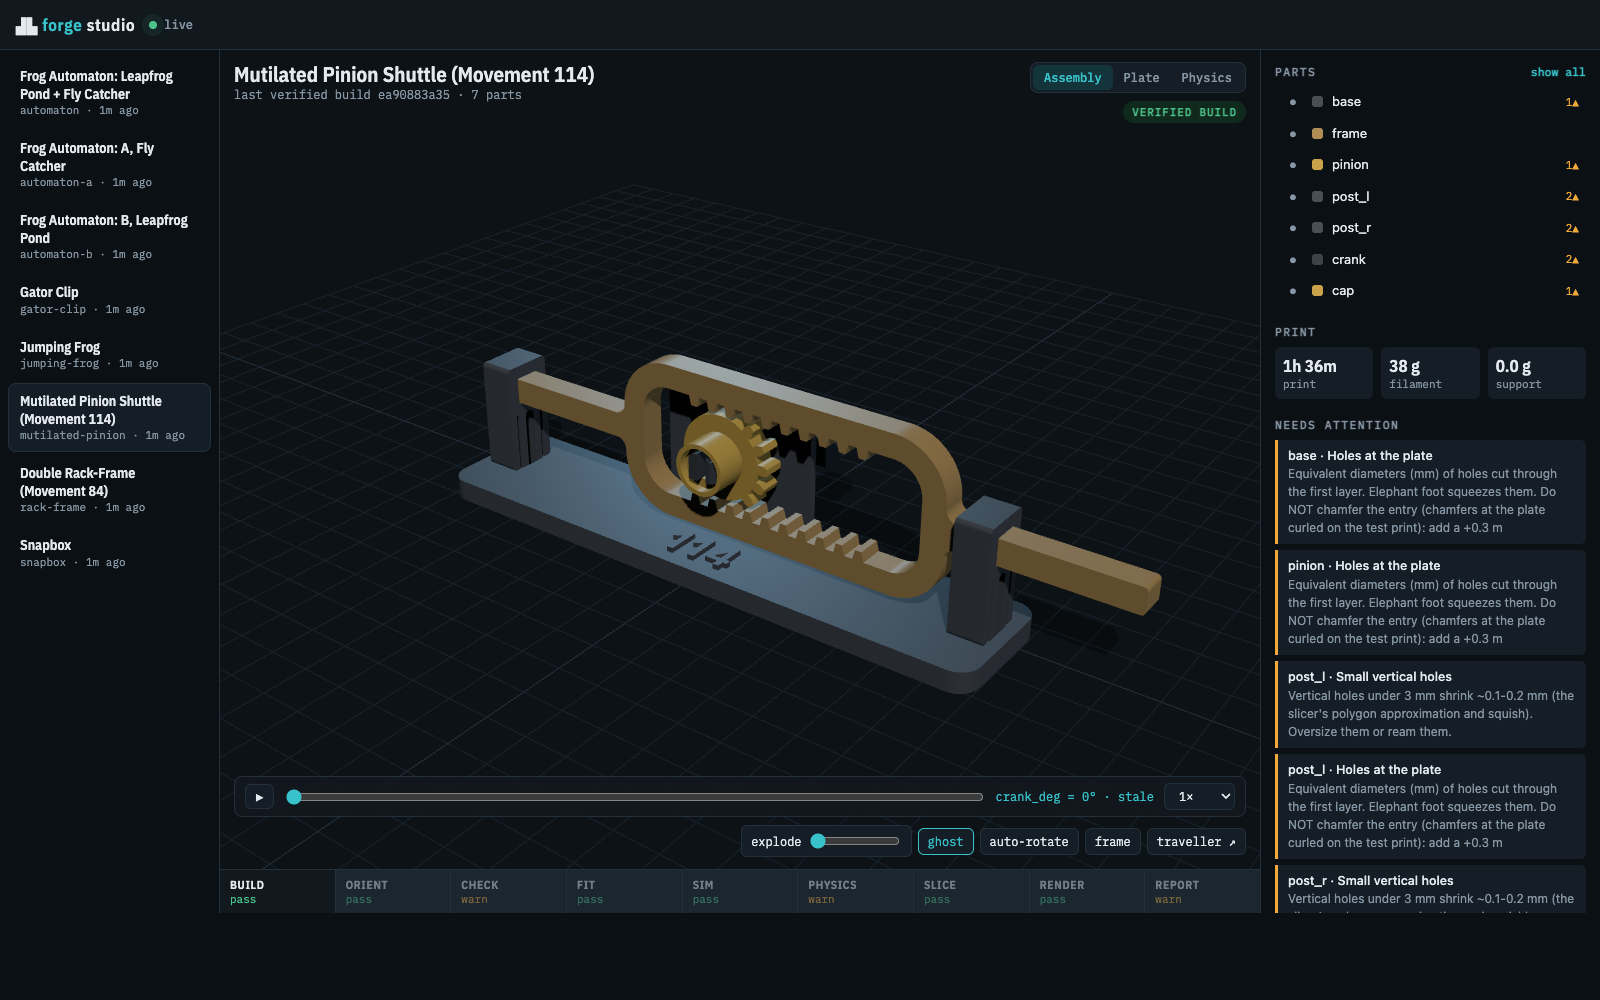 forge studio live
Frog Automaton: Leapfrog
Pond + Fly Catcher
automaton · 1m ago
Frog Automaton: A, Fly
Catcher
automaton-a · 1m ago
Frog Automaton: B, Leapfrog
Pond
automaton-b · 1m ago
Gator Clip
gator-clip · 1m ago
Jumping Frog
jumping-frog · 1m ago
Mutilated Pinion Shuttle
(Movement 114)
mutilated-pinion · 1m ago
Double Rack-Frame
(Movement 84)
rack-frame · 1m ago
Snapbox
snapbox · 1m ago
Mutilated Pinion Shuttle (Movement 114)
last verified build ea90883a35 · 7 parts
Assembly Plate Physics
VERIFIED BUILD
114
▶ crank_deg = 0° · stale 1×
explode ghost auto-rotate frame traveller ↗
BUILD
pass
ORIENT
pass
CHECK
warn
FIT
pass
SIM
pass
PHYSICS
warn
SLICE
pass
RENDER
pass
REPORT
warn
PARTS show all
base 1▲
frame
pinion 1▲
post_l 2▲
post_r 2▲
crank 2▲
cap 1▲
PRINT
1h 36m
print
38 g
filament
0.0 g
support
NEEDS ATTENTION
base · Holes at the plate
Equivalent diameters (mm) of holes cut through
the first layer. Elephant foot squeezes them. Do
NOT chamfer the entry (chamfers at the plate
curled on the test print): add a +0.3 m
pinion · Holes at the plate
Equivalent diameters (mm) of holes cut through
the first layer. Elephant foot squeezes them. Do
NOT chamfer the entry (chamfers at the plate
curled on the test print): add a +0.3 m
post_l · Small vertical holes
Vertical holes under 3 mm shrink ~0.1-0.2 mm (the
slicer's polygon approximation and squish).
Oversize them or ream them.
post_l · Holes at the plate
Equivalent diameters (mm) of holes cut through
the first layer. Elephant foot squeezes them. Do
NOT chamfer the entry (chamfers at the plate
curled on the test print): add a +0.3 m
post_r · Small vertical holes
Vertical holes under 3 mm shrink ~0.1-0.2 mm (the